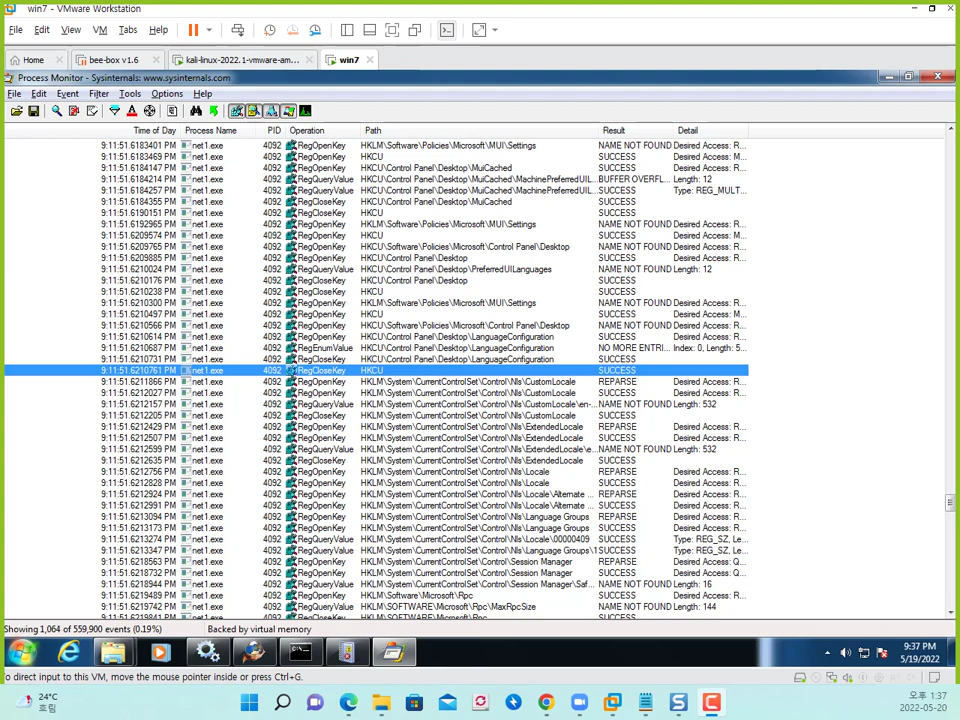 win7 - VMware Workstation
File Edit View VM Tabs Help
Home bee-box v1.6 kali-linux-2022.1-vmware-am... win7
Process Monitor - Sysinternals: www.sysinternals.com
File Edit Event Filter Tools Options Help
Time of Day Process Name PID Operation Path Result Detail
9:11:51.6183401 PM net1.exe 4092 RegOpenKey HKLM\Software\Policies\Microsoft\MUI\Settings NAME NOT FOUND Desired Access: R...
9:11:51.6183469 PM net1.exe 4092 RegOpenKey HKCU SUCCESS Desired Access: M...
9:11:51.6184147 PM net1.exe 4092 RegOpenKey HKCU\Control Panel\Desktop\MuiCached SUCCESS Desired Access: R...
9:11:51.6184214 PM net1.exe 4092 RegQueryValue HKCU\Control Panel\Desktop\MuiCached\MachinePreferredUIL... BUFFER OVERFL... Length: 12
9:11:51.6184257 PM net1.exe 4092 RegQueryValue HKCU\Control Panel\Desktop\MuiCached\MachinePreferredUIL... SUCCESS Type: REG_MULT...
9:11:51.6184355 PM net1.exe 4092 RegCloseKey HKCU\Control Panel\Desktop\MuiCached SUCCESS
9:11:51.6190151 PM net1.exe 4092 RegCloseKey HKCU SUCCESS
9:11:51.6192965 PM net1.exe 4092 RegOpenKey HKLM\Software\Policies\Microsoft\MUI\Settings NAME NOT FOUND Desired Access: R...
9:11:51.6209574 PM net1.exe 4092 RegOpenKey HKCU SUCCESS Desired Access: M...
9:11:51.6209765 PM net1.exe 4092 RegOpenKey HKCU\Software\Policies\Microsoft\Control Panel\Desktop NAME NOT FOUND Desired Access: R...
9:11:51.6209885 PM net1.exe 4092 RegOpenKey HKCU\Control Panel\Desktop SUCCESS Desired Access: R...
9:11:51.6210024 PM net1.exe 4092 RegQueryValue HKCU\Control Panel\Desktop\PreferredUILanguages NAME NOT FOUND Length: 12
9:11:51.6210176 PM net1.exe 4092 RegCloseKey HKCU\Control Panel\Desktop SUCCESS
9:11:51.6210238 PM net1.exe 4092 RegCloseKey HKCU SUCCESS
9:11:51.6210300 PM net1.exe 4092 RegOpenKey HKLM\Software\Policies\Microsoft\MUI\Settings NAME NOT FOUND Desired Access: R...
9:11:51.6210497 PM net1.exe 4092 RegOpenKey HKCU SUCCESS Desired Access: M...
9:11:51.6210566 PM net1.exe 4092 RegOpenKey HKCU\Software\Policies\Microsoft\Control Panel\Desktop NAME NOT FOUND Desired Access: R...
9:11:51.6210614 PM net1.exe 4092 RegOpenKey HKCU\Control Panel\Desktop\LanguageConfiguration SUCCESS Desired Access: R...
9:11:51.6210687 PM net1.exe 4092 RegEnumValue HKCU\Control Panel\Desktop\LanguageConfiguration NO MORE ENTRI... Index: 0, Length: 5...
9:11:51.6210731 PM net1.exe 4092 RegCloseKey HKCU\Control Panel\Desktop\LanguageConfiguration SUCCESS
9:11:51.6210761 PM net1.exe 4092 RegCloseKey HKCU SUCCESS
9:11:51.6211866 PM net1.exe 4092 RegOpenKey HKLM\System\CurrentControlSet\Control\Nls\CustomLocale REPARSE Desired Access: R...
9:11:51.6212027 PM net1.exe 4092 RegOpenKey HKLM\System\CurrentControlSet\Control\Nls\CustomLocale SUCCESS Desired Access: R...
9:11:51.6212157 PM net1.exe 4092 RegQueryValue HKLM\System\CurrentControlSet\Control\Nls\CustomLocale\en-... NAME NOT FOUND Length: 532
9:11:51.6212205 PM net1.exe 4092 RegCloseKey HKLM\System\CurrentControlSet\Control\Nls\CustomLocale SUCCESS
9:11:51.6212429 PM net1.exe 4092 RegOpenKey HKLM\System\CurrentControlSet\Control\Nls\ExtendedLocale REPARSE Desired Access: R...
9:11:51.6212507 PM net1.exe 4092 RegOpenKey HKLM\System\CurrentControlSet\Control\Nls\ExtendedLocale SUCCESS Desired Access: R...
9:11:51.6212599 PM net1.exe 4092 RegQueryValue HKLM\System\CurrentControlSet\Control\Nls\ExtendedLocale\e... NAME NOT FOUND Length: 532
9:11:51.6212635 PM net1.exe 4092 RegCloseKey HKLM\System\CurrentControlSet\Control\Nls\ExtendedLocale SUCCESS
9:11:51.6212756 PM net1.exe 4092 RegOpenKey HKLM\System\CurrentControlSet\Control\Nls\Locale REPARSE Desired Access: R...
9:11:51.6212828 PM net1.exe 4092 RegOpenKey HKLM\System\CurrentControlSet\Control\Nls\Locale SUCCESS Desired Access: R...
9:11:51.6212924 PM net1.exe 4092 RegOpenKey HKLM\System\CurrentControlSet\Control\Nls\Locale\Alternate ... REPARSE Desired Access: R...
9:11:51.6212991 PM net1.exe 4092 RegOpenKey HKLM\System\CurrentControlSet\Control\Nls\Locale\Alternate ... SUCCESS Desired Access: R...
9:11:51.6213094 PM net1.exe 4092 RegOpenKey HKLM\System\CurrentControlSet\Control\Nls\Language Groups REPARSE Desired Access: R...
9:11:51.6213173 PM net1.exe 4092 RegOpenKey HKLM\System\CurrentControlSet\Control\Nls\Language Groups SUCCESS Desired Access: R...
9:11:51.6213274 PM net1.exe 4092 RegQueryValue HKLM\System\CurrentControlSet\Control\Nls\Locale\00000409 SUCCESS Type: REG_SZ, Le...
9:11:51.6213347 PM net1.exe 4092 RegQueryValue HKLM\System\CurrentControlSet\Control\Nls\Language Groups\1 SUCCESS Type: REG_SZ, Le...
9:11:51.6218563 PM net1.exe 4092 RegOpenKey HKLM\System\CurrentControlSet\Control\Session Manager REPARSE Desired Access: Q...
9:11:51.6218732 PM net1.exe 4092 RegOpenKey HKLM\System\CurrentControlSet\Control\Session Manager SUCCESS Desired Access: Q...
9:11:51.6218944 PM net1.exe 4092 RegQueryValue HKLM\System\CurrentControlSet\Control\Session Manager\Saf... NAME NOT FOUND Length: 16
9:11:51.6219489 PM net1.exe 4092 RegOpenKey HKLM\Software\Microsoft\Rpc SUCCESS Desired Access: R...
9:11:51.6219742 PM net1.exe 4092 RegQueryValue HKLM\SOFTWARE\Microsoft\Rpc\MaxRpcSize NAME NOT FOUND Length: 144
9:11:51.6219841 PM net1.exe 4092 RegCloseKey HKLM\SOFTWARE\Microsoft\Rpc SUCCESS
Showing 1,064 of 559,900 events (0.19%) Backed by virtual memory
9:37 PM
5/19/2022
To direct input to this VM, move the mouse pointer inside or press Ctrl+G.
24°C
흐림
오후 1:37
2022-05-20